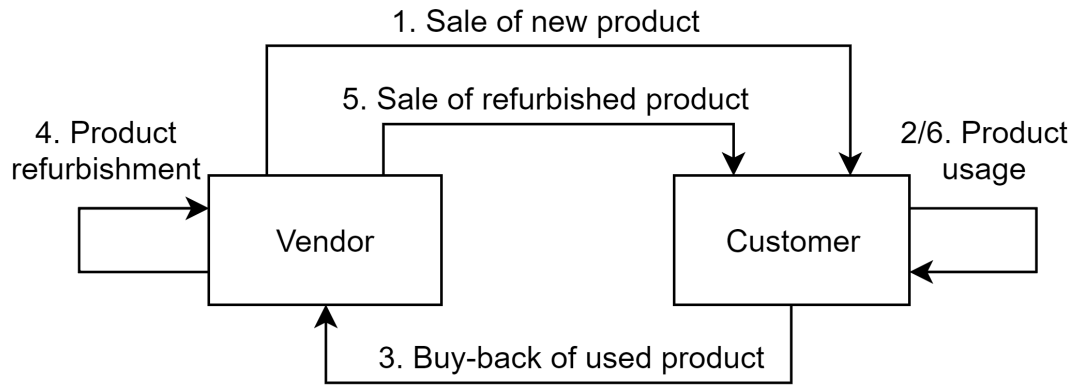 1. Sale of new product
5. Sale of refurbished product
4. Product
refurbishment
2/6. Product
usage
Vendor
Customer
3. Buy-back of used product